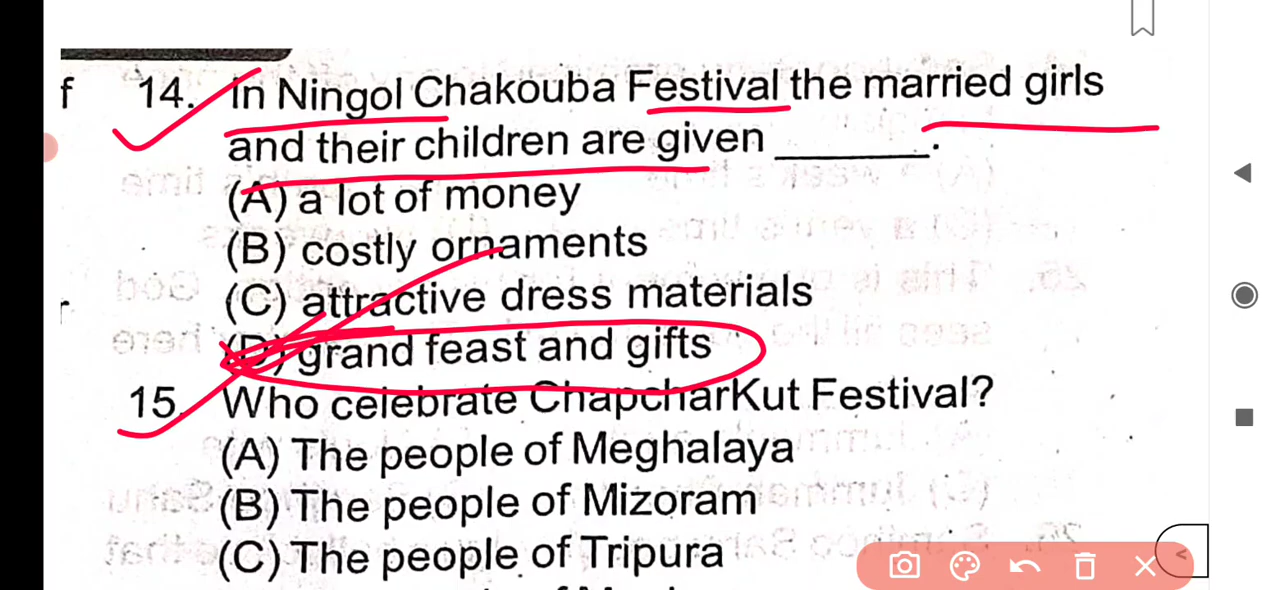 f 14. In Ningol Chakouba Festival the married girls
and their children are given _______.
(A) a lot of money
(B) costly ornaments
(C) attractive dress materials
(D) grand feast and gifts
15. Who celebrate ChapcharKut Festival?
(A) The people of Meghalaya
(B) The people of Mizoram
(C) The people of Tripura